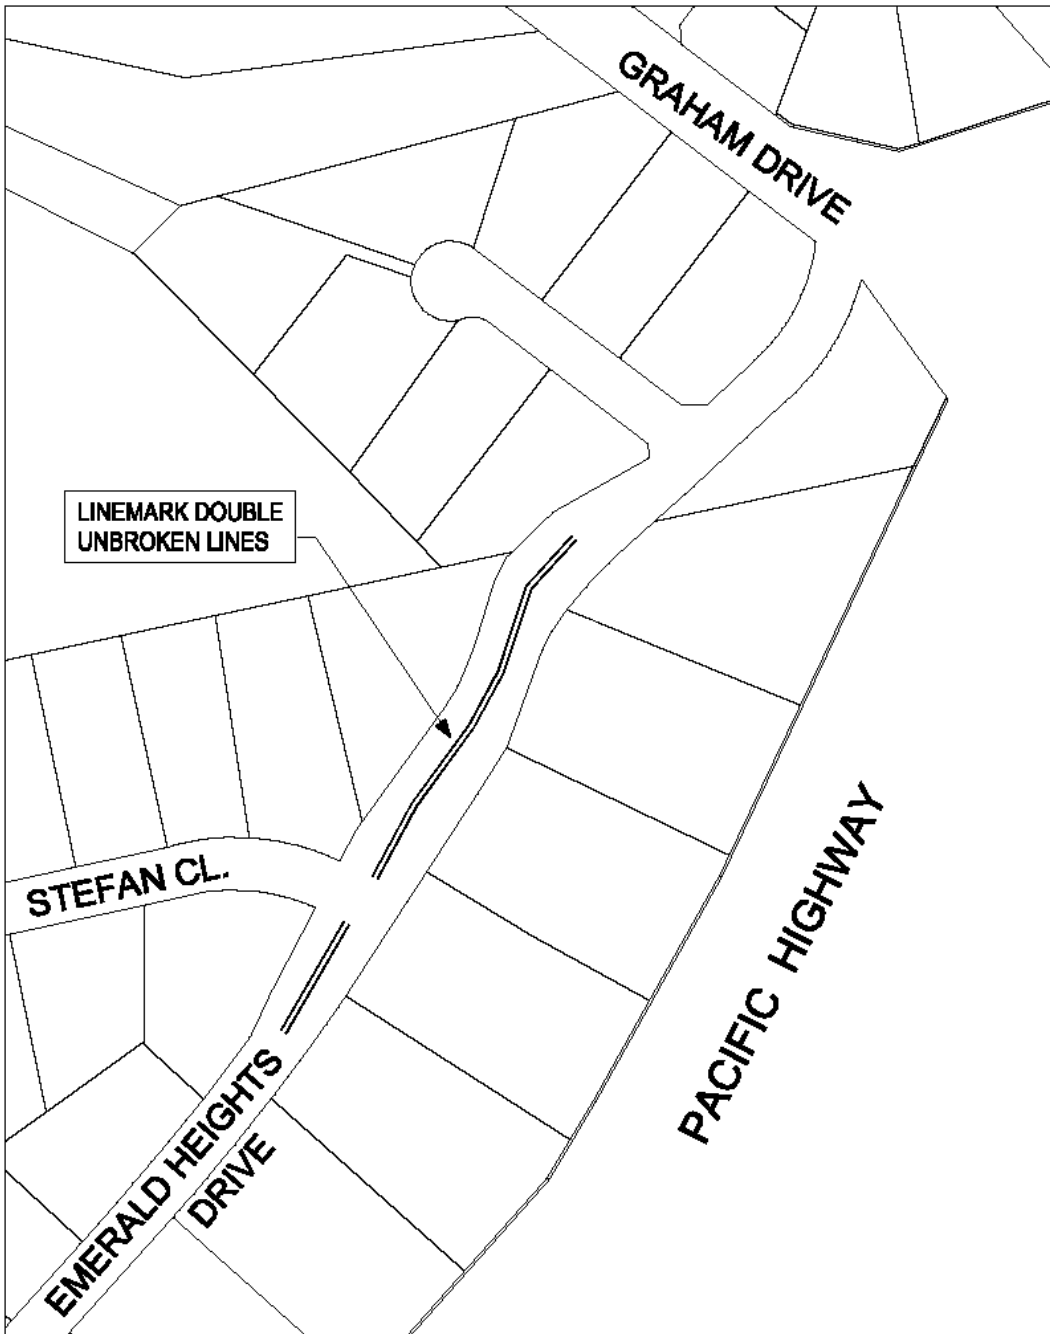 GRAHAM DRIVE
LINEMARK DOUBLE
UNBROKEN LINES
STEFAN CL.
PACIFIC HIGHWAY
EMERALD HEIGHTS
DRIVE